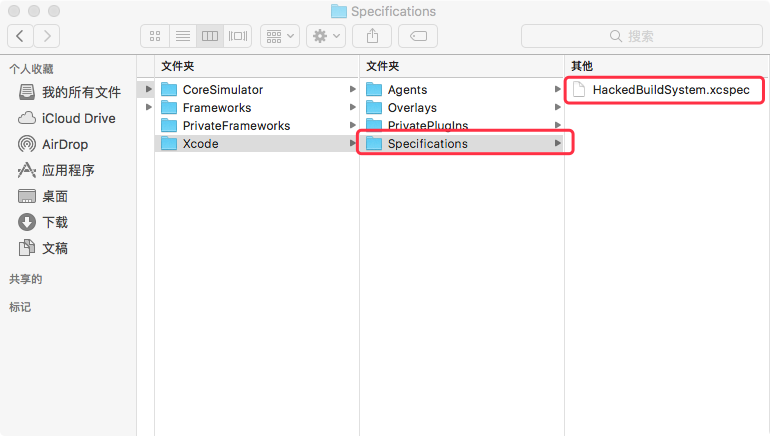 Specifications
搜索
个人收藏
我的所有文件
iCloud Drive
AirDrop
应用程序
桌面
下载
文稿
共享的
标记
文件夹
CoreSimulator
Frameworks
PrivateFrameworks
Xcode
文件夹
Agents
Overlays
PrivatePlugIns
Specifications
其他
HackedBuildSystem.xcspec